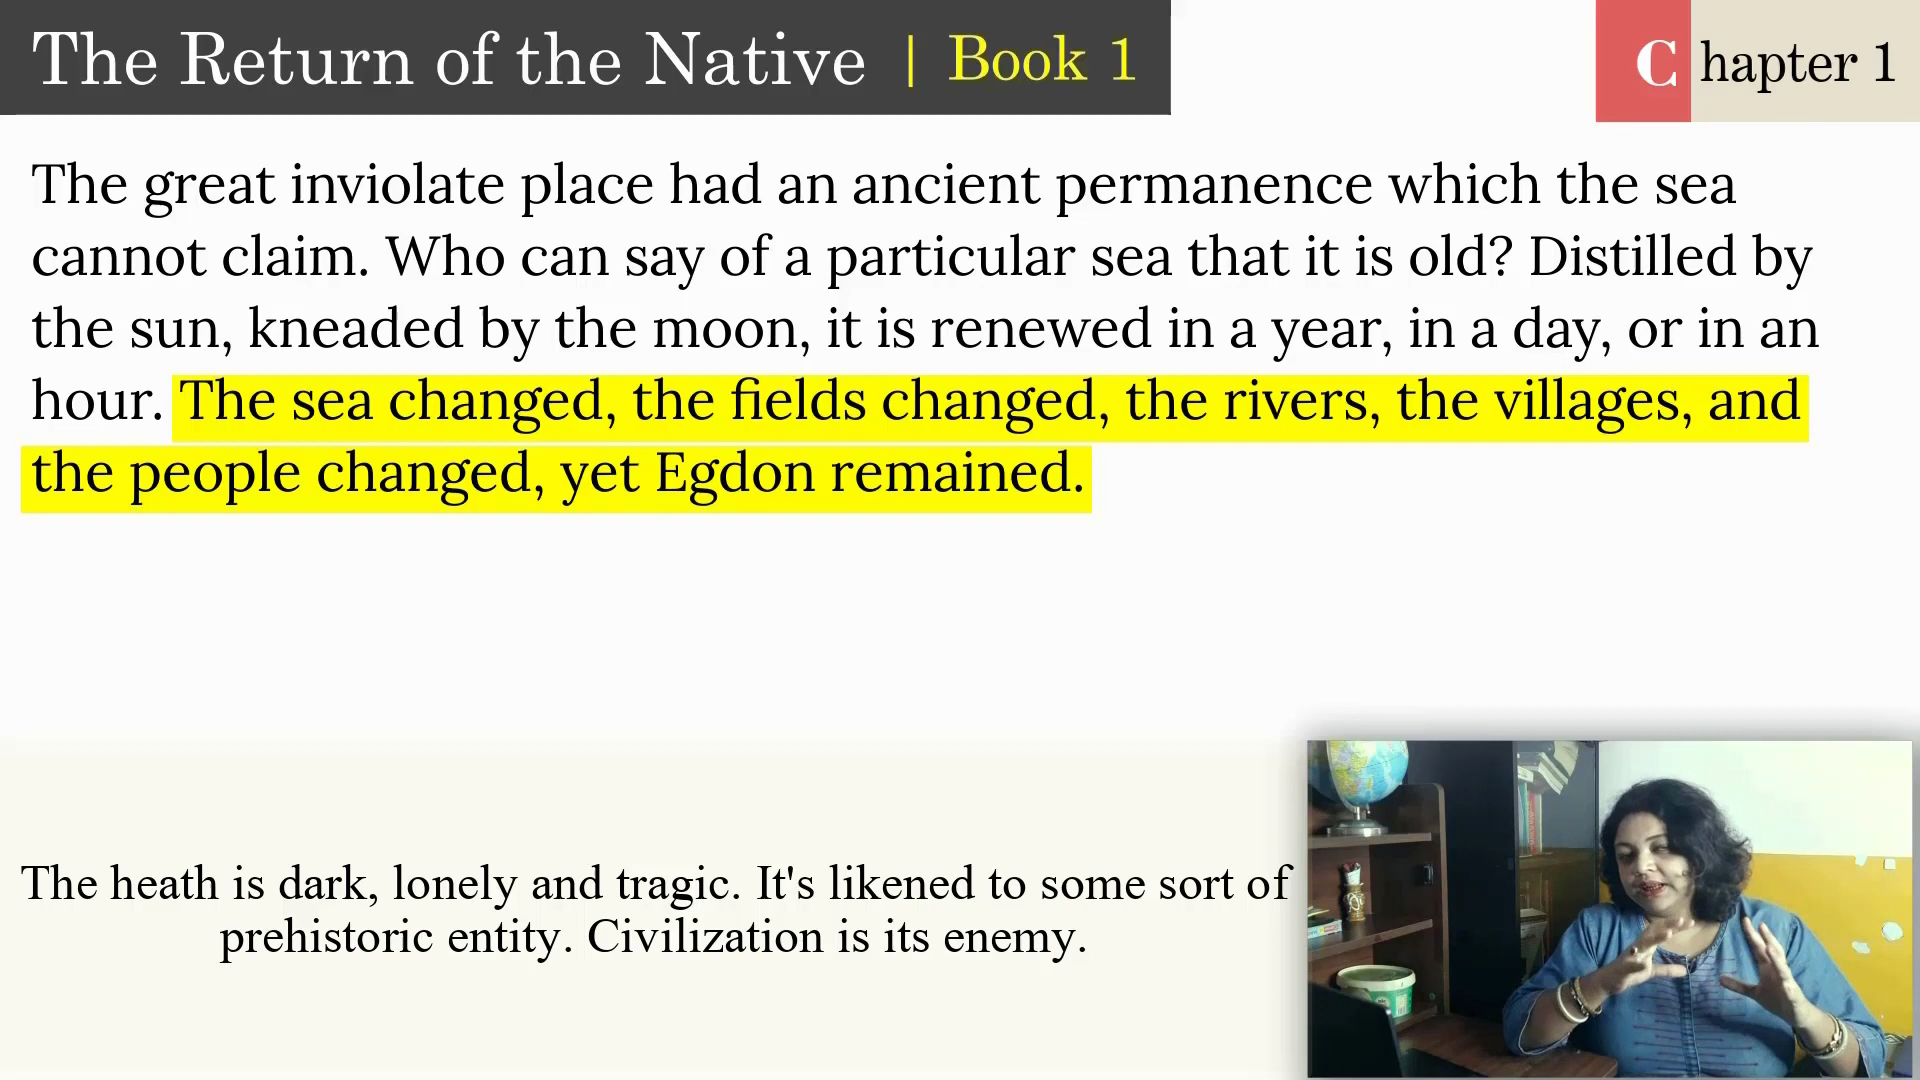 The Return of the Native | Book 1
Chapter 1
The great inviolate place had an ancient permanence which the sea
cannot claim. Who can say of a particular sea that it is old? Distilled by
the sun, kneaded by the moon, it is renewed in a year, in a day, or in an
hour. The sea changed, the fields changed, the rivers, the villages, and
the people changed, yet Egdon remained.
The heath is dark, lonely and tragic. It's likened to some sort of
prehistoric entity. Civilization is its enemy.